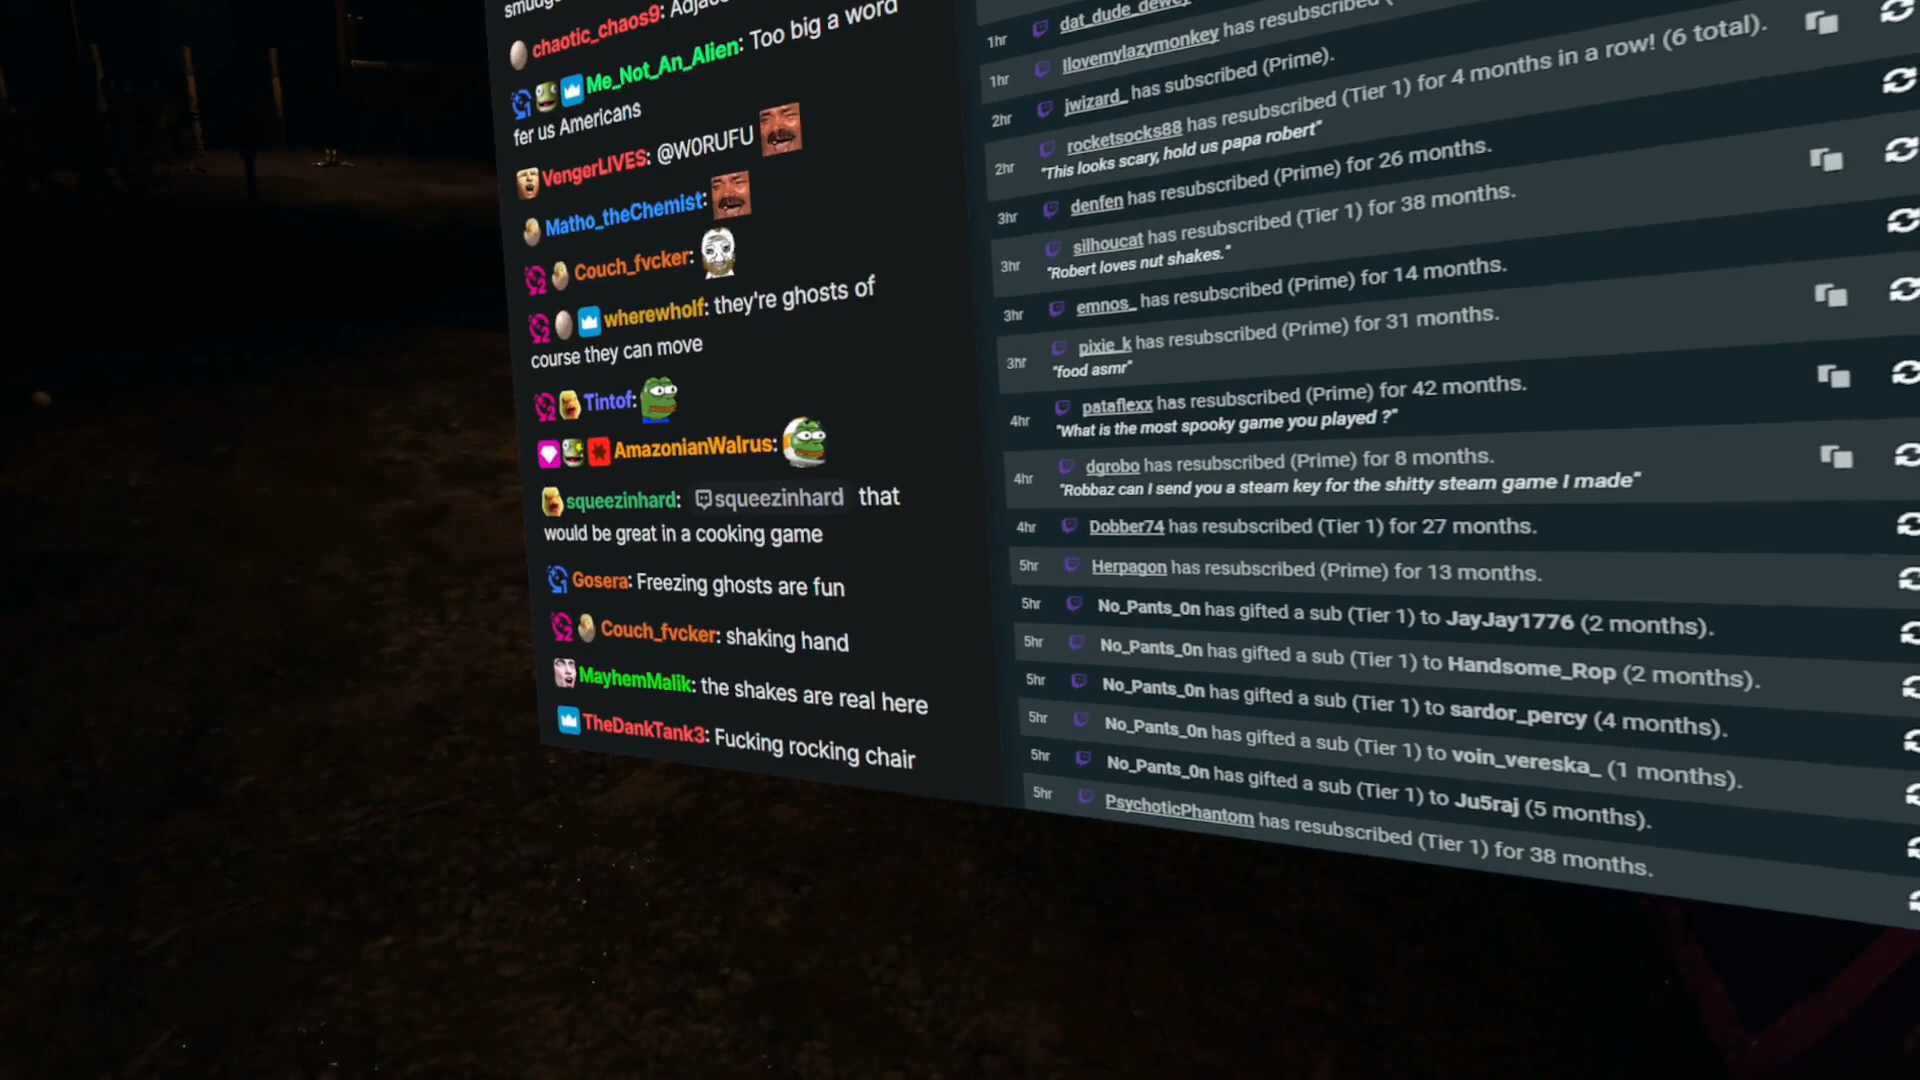 chaotic_chaos9:
Me_Not_An_Alien: Too big a word
fer us Americans
VengerLIVES: @W0RUFU
Matho_theChemist:
Couch_fvcker:
wherewholf: they're ghosts of
course they can move
Tintof:
AmazonianWalrus:
squeezinhard: squeezinhard that
would be great in a cooking game
Gosera: Freezing ghosts are fun
Couch_fvcker: shaking hand
MayhemMalik: the shakes are real here
TheDankTank3: Fucking rocking chair
1hr dat_dude_dewey
1hr Ilovemylazymonkey has resubscribed
2hr jwizard_ has subscribed (Prime).
2hr rocketsocks88 has resubscribed (Tier 1) for 4 months in a row! (6 total).
"This looks scary, hold us papa robert"
3hr denfen has resubscribed (Prime) for 26 months.
3hr silhoucat has resubscribed (Tier 1) for 38 months.
"Robert loves nut shakes."
3hr emnos_ has resubscribed (Prime) for 14 months.
3hr pixie_k has resubscribed (Prime) for 31 months.
"food asmr"
4hr pataflexx has resubscribed (Prime) for 42 months.
"What is the most spooky game you played ?"
4hr dgrobo has resubscribed (Prime) for 8 months.
"Robbaz can I send you a steam key for the shitty steam game I made"
4hr Dobber74 has resubscribed (Tier 1) for 27 months.
5hr Herpagon has resubscribed (Prime) for 13 months.
5hr No_Pants_0n has gifted a sub (Tier 1) to JayJay1776 (2 months).
5hr No_Pants_0n has gifted a sub (Tier 1) to Handsome_Rop (2 months).
5hr No_Pants_0n has gifted a sub (Tier 1) to sardor_percy (4 months).
5hr No_Pants_0n has gifted a sub (Tier 1) to voin_vereska_ (1 months).
5hr No_Pants_0n has gifted a sub (Tier 1) to Ju5raj (5 months).
5hr PsychoticPhantom has resubscribed (Tier 1) for 38 months.